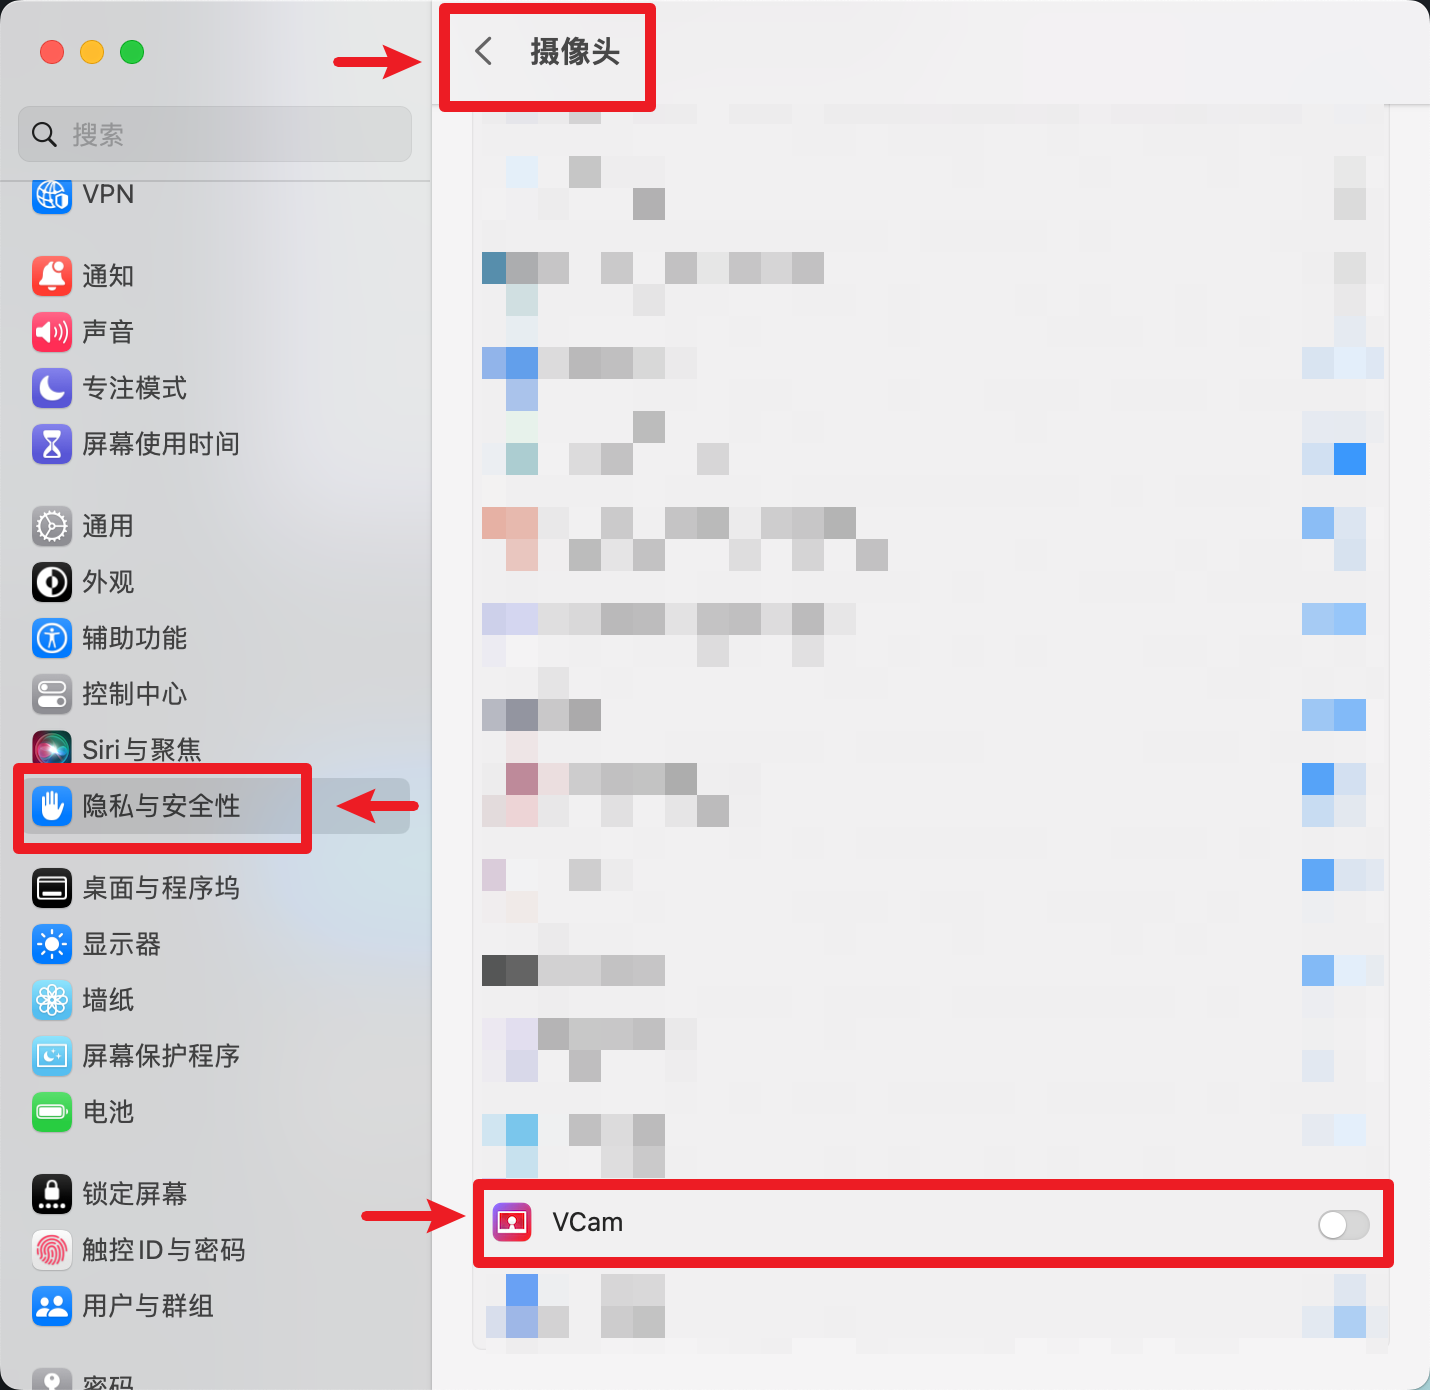 摄像头
搜索
VPN
通知
声音
专注模式
屏幕使用时间
通用
外观
辅助功能
控制中心
Siri与聚焦
隐私与安全性
桌面与程序坞
显示器
墙纸
屏幕保护程序
电池
锁定屏幕
触控ID与密码
用户与群组
密码
VCam